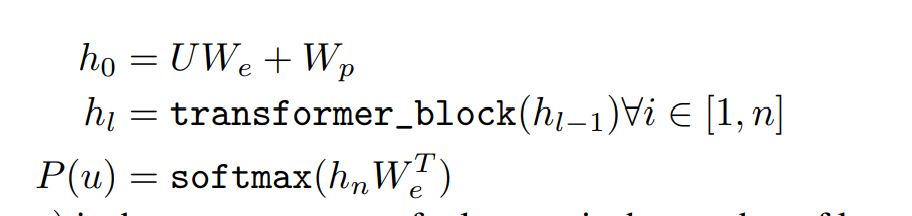 h_0 = UW_e + W_p
h_l = transformer_block(h_{l−1})∀i ∈ [1, n]
P(u) = softmax(h_n W_e^T)